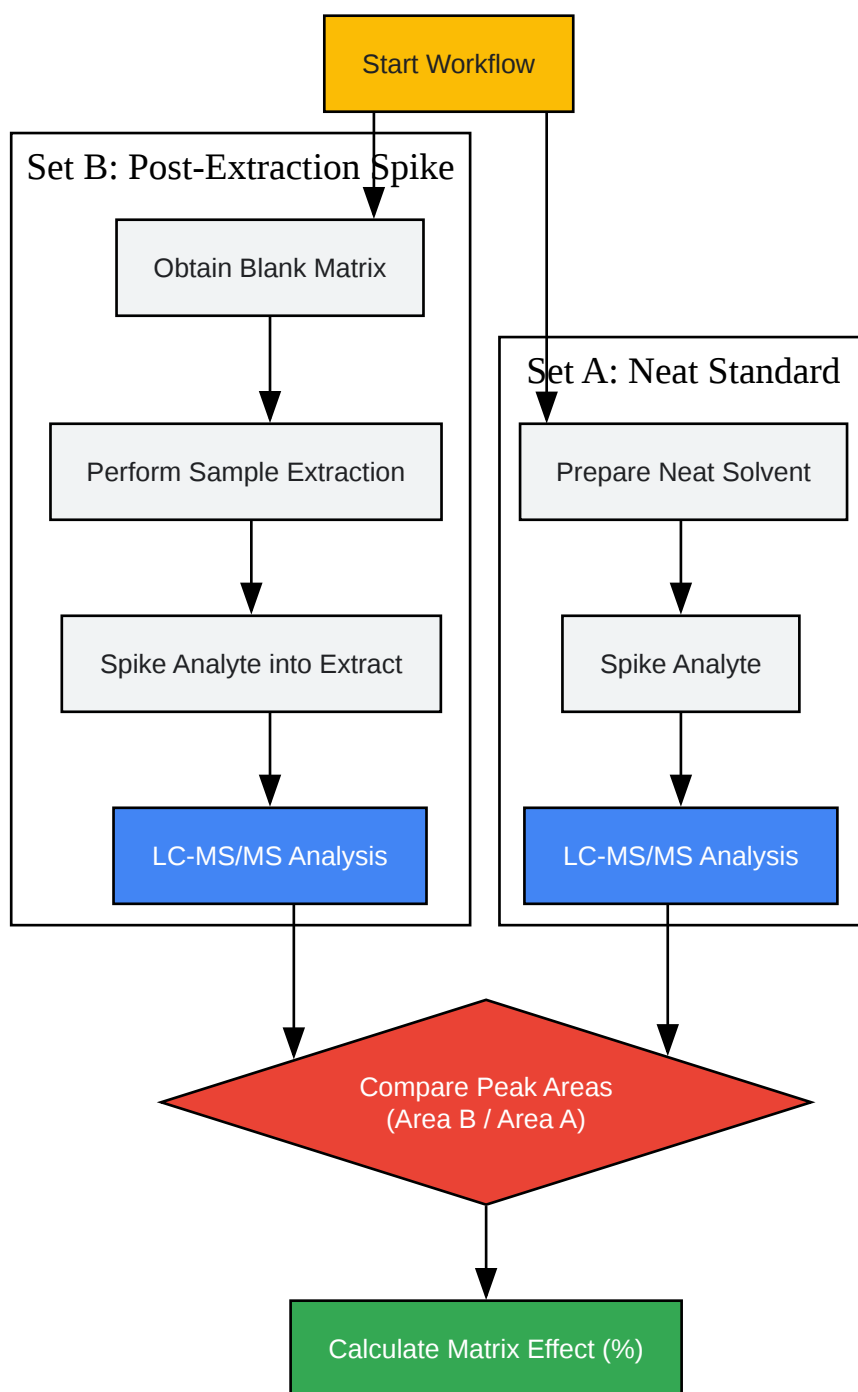 Start Workflow
Set B: Post-Extraction Spike
Obtain Blank Matrix
Perform Sample Extraction
Spike Analyte into Extract
LC-MS/MS Analysis
Set A: Neat Standard
Prepare Neat Solvent
Spike Analyte
LC-MS/MS Analysis
Compare Peak Areas
(Area B / Area A)
Calculate Matrix Effect (%)